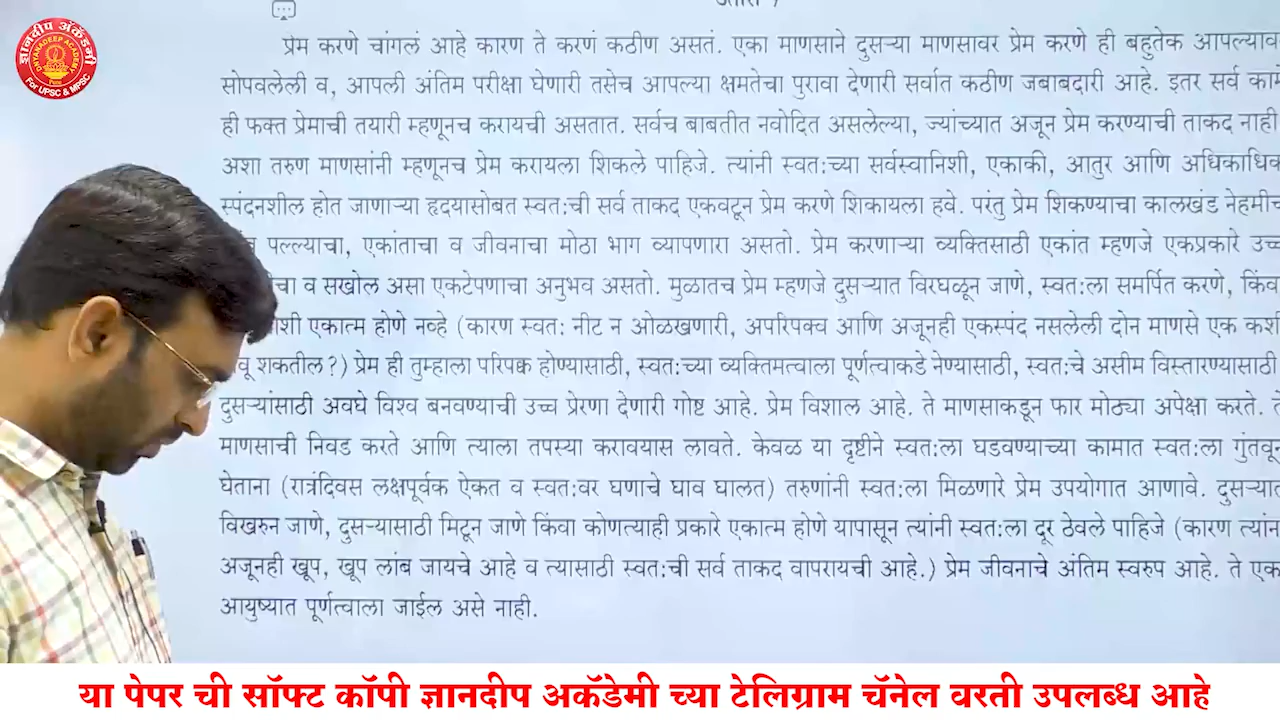 ज्ञानदीप अकॅडमी
DNYANADEEP ACADEMY
For UPSC & MPSC
प्रेम करणे चांगलं आहे कारण ते करणं कठीण असतं. एका माणसाने दुसऱ्या माणसावर प्रेम करणे ही बहुतेक
सोपवलेली व, आपली अंतिम परीक्षा घेणारी तसेच आपल्या क्षमतेचा पुरावा देणारी सर्वात कठीण जबाबदारी आहे. इतर सर्व
ही फक्त प्रेमाची तयारी म्हणूनच करायची असतात. सर्वच बाबतीत नवोदित असलेल्या, ज्यांच्यात अजून प्रेम करण्याची ताकद नाही
अशा तरुण माणसांनी म्हणूनच प्रेम करायला शिकले पाहिजे. त्यांनी स्वत:च्या सर्वस्वानिशी, एकाकी, आतुर आणि
स्पंदनशील होत जाणाऱ्या हृदयासोबत स्वत:ची सर्व ताकद एकवटून प्रेम करणे शिकायला हवे. परंतु प्रेम शिकण्याचा कालखंड
पल्ल्याचा, एकांताचा व जीवनाचा मोठा भाग व्यापणारा असतो. प्रेम करणाऱ्या व्यक्तिसाठी एकांत म्हणजे एकप्रकारे उच्च
व सखोल असा एकटेपणाचा अनुभव असतो. मुळातच प्रेम म्हणजे दुसऱ्यात विरघळून जाणे, स्वत:ला समर्पित करणे,
एकात्म होणे नव्हे (कारण स्वत: नीट न ओळखणारी, अपरिपक्व आणि अजूनही एकस्पंद नसलेली दोन माणसे एक कशी
शकतील?) प्रेम ही तुम्हाला परिपक्व होण्यासाठी, स्वत:च्या व्यक्तिमत्वाला पूर्णत्वाकडे नेण्यासाठी, स्वत:चे असीम विस्तारण्यासाठी
दुसऱ्यांसाठी अवघे विश्व बनवण्याची उच्च प्रेरणा देणारी गोष्ट आहे. प्रेम विशाल आहे. ते माणसाकडून फार मोठ्या अपेक्षा करते.
माणसाची निवड करते आणि त्याला तपस्या करावयास लावते. केवळ या दृष्टीने स्वत:ला घडवण्याच्या कामात स्वत:ला
घेताना (रात्रंदिवस लक्षपूर्वक ऐकत व स्वत:वर घणाचे घाव घालत) तरुणांनी स्वत:ला मिळणारे प्रेम उपयोगात आणावे.
विखरुन जाणे, दुसऱ्यासाठी मिटून जाणे किंवा कोणत्याही प्रकारे एकात्म होणे यापासून त्यांनी स्वत:ला दूर ठेवले पाहिजे (कारण
अजूनही खूप, खूप लांब जायचे आहे व त्यासाठी स्वत:ची सर्व ताकद वापरायची आहे.) प्रेम जीवनाचे अंतिम स्वरुप आहे. ते
आयुष्यात पूर्णत्वाला जाईल असे नाही.
या पेपर ची सॉफ्ट कॉपी ज्ञानदीप अकॅडेमी च्या टेलिग्राम चॅनेल वरती उपलब्ध आहे